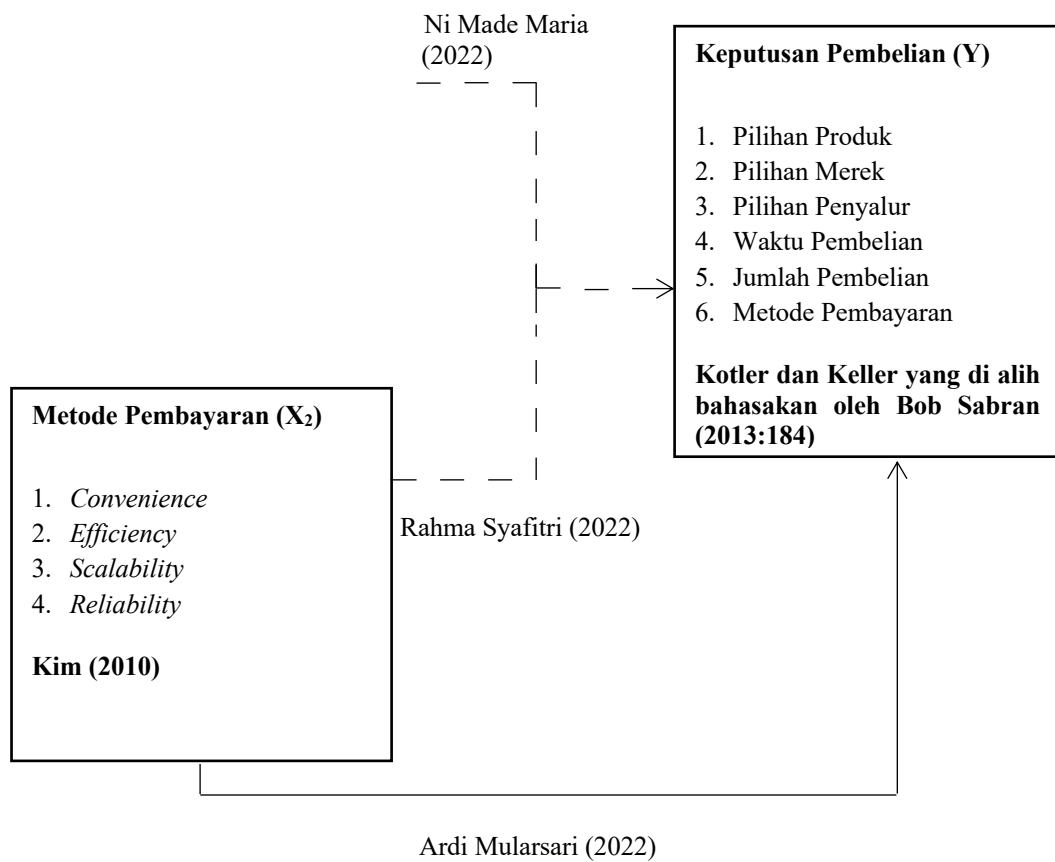 Ni Made Maria
(2022)
Keputusan Pembelian (Y)
1. Pilihan Produk
2. Pilihan Merek
3. Pilihan Penyalur
4. Waktu Pembelian
5. Jumlah Pembelian
6. Metode Pembayaran
Kotler dan Keller yang di alih
bahasakan oleh Bob Sabran
(2013:184)
Metode Pembayaran (X₂)
1. Convenience
2. Efficiency
3. Scalability
4. Reliability
Kim (2010)
Rahma Syafitri (2022)
Ardi Mularsari (2022)